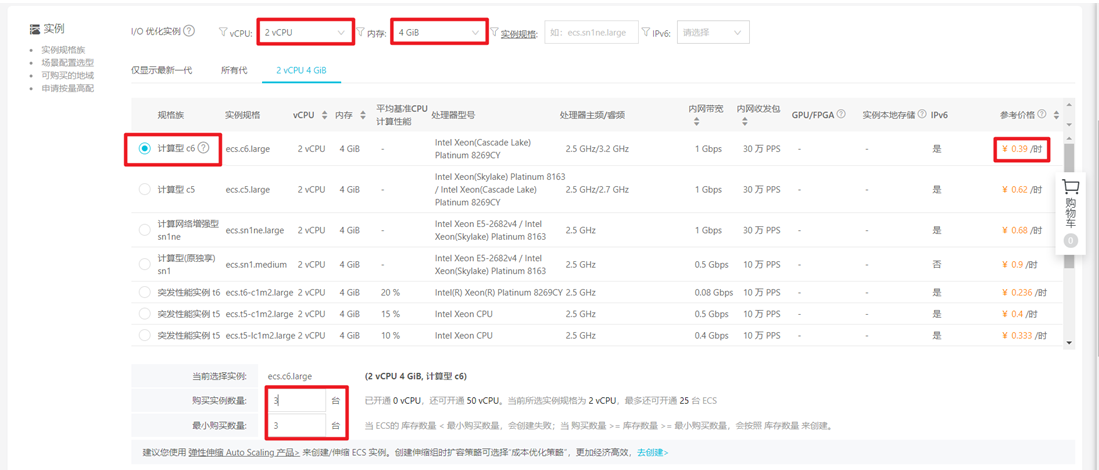 实例
实例规格族
场景配置选型
可购买的地域
申请按量高配
I/O 优化实例 ? vCPU: 2 vCPU 内存: 4 GiB 实例规格: 如: ecs.sn1ne.large IPv6: 请选择
仅显示最新一代 所有代 2 vCPU 4 GiB
规格族 实例规格 vCPU 内存 平均基准CPU 计算性能 处理器型号 处理器主频/睿频 内网带宽 内网收发包 GPU/FPGA ? 实例本地存储 ? IPv6 参考价格 ?
计算型 c6 ? ecs.c6.large 2 vCPU 4 GiB - Intel Xeon(Cascade Lake) Platinum 8269CY 2.5 GHz/3.2 GHz 1 Gbps 30 万 PPS - - 是 ¥ 0.39 /时
计算型 c5 ecs.c5.large 2 vCPU 4 GiB - Intel Xeon(Skylake) Platinum 8163 / Intel Xeon(Cascade Lake) Platinum 8269CY 2.5 GHz/2.7 GHz 1 Gbps 30 万 PPS - - 是 ¥ 0.62 /时
计算网络增强型 sn1ne ecs.sn1ne.large 2 vCPU 4 GiB - Intel Xeon E5-2682v4 / Intel Xeon(Skylake) Platinum 8163 2.5 GHz 1 Gbps 30 万 PPS - - 是 ¥ 0.68 /时
计算型(原独享) sn1 ecs.sn1.medium 2 vCPU 4 GiB - Intel Xeon E5-2682v4 / Intel Xeon(Skylake) Platinum 8163 2.5 GHz 0.5 Gbps 10 万 PPS - - 否 ¥ 0.9 /时
突发性能实例 t6 ecs.t6-c1m2.large 2 vCPU 4 GiB 20 % Intel(R) Xeon(R) Platinum 8269CY 2.5 GHz 0.08 Gbps 10 万 PPS - - 是 ¥ 0.236 /时
突发性能实例 t5 ecs.t5-c1m2.large 2 vCPU 4 GiB 15 % Intel Xeon CPU 2.5 GHz 0.5 Gbps 10 万 PPS - - 是 ¥ 0.4 /时
突发性能实例 t5 ecs.t5-lc1m2.large 2 vCPU 4 GiB 10 % Intel Xeon CPU 2.5 GHz 0.4 Gbps 10 万 PPS - - 是 ¥ 0.333 /时
购物车
0
当前选择实例: ecs.c6.large (2 vCPU 4 GiB, 计算型 c6)
购买实例数量: 3 台 已开通 0 vCPU，还可开通 50 vCPU。当前所选实例规格为 2 vCPU，最多还可开通 25 台 ECS
最小购买数量: 3 台 当 ECS的 库存数量 < 最小购买数量，会创建失败；当 购买数量 >= 库存数量 >= 最小购买数量，会按照 库存数量 来创建。
建议您使用 弹性伸缩 Auto Scaling 产品> 来创建/伸缩 ECS 实例。创建伸缩组时扩容策略可选择“成本优化策略”，更加经济高效，去创建>